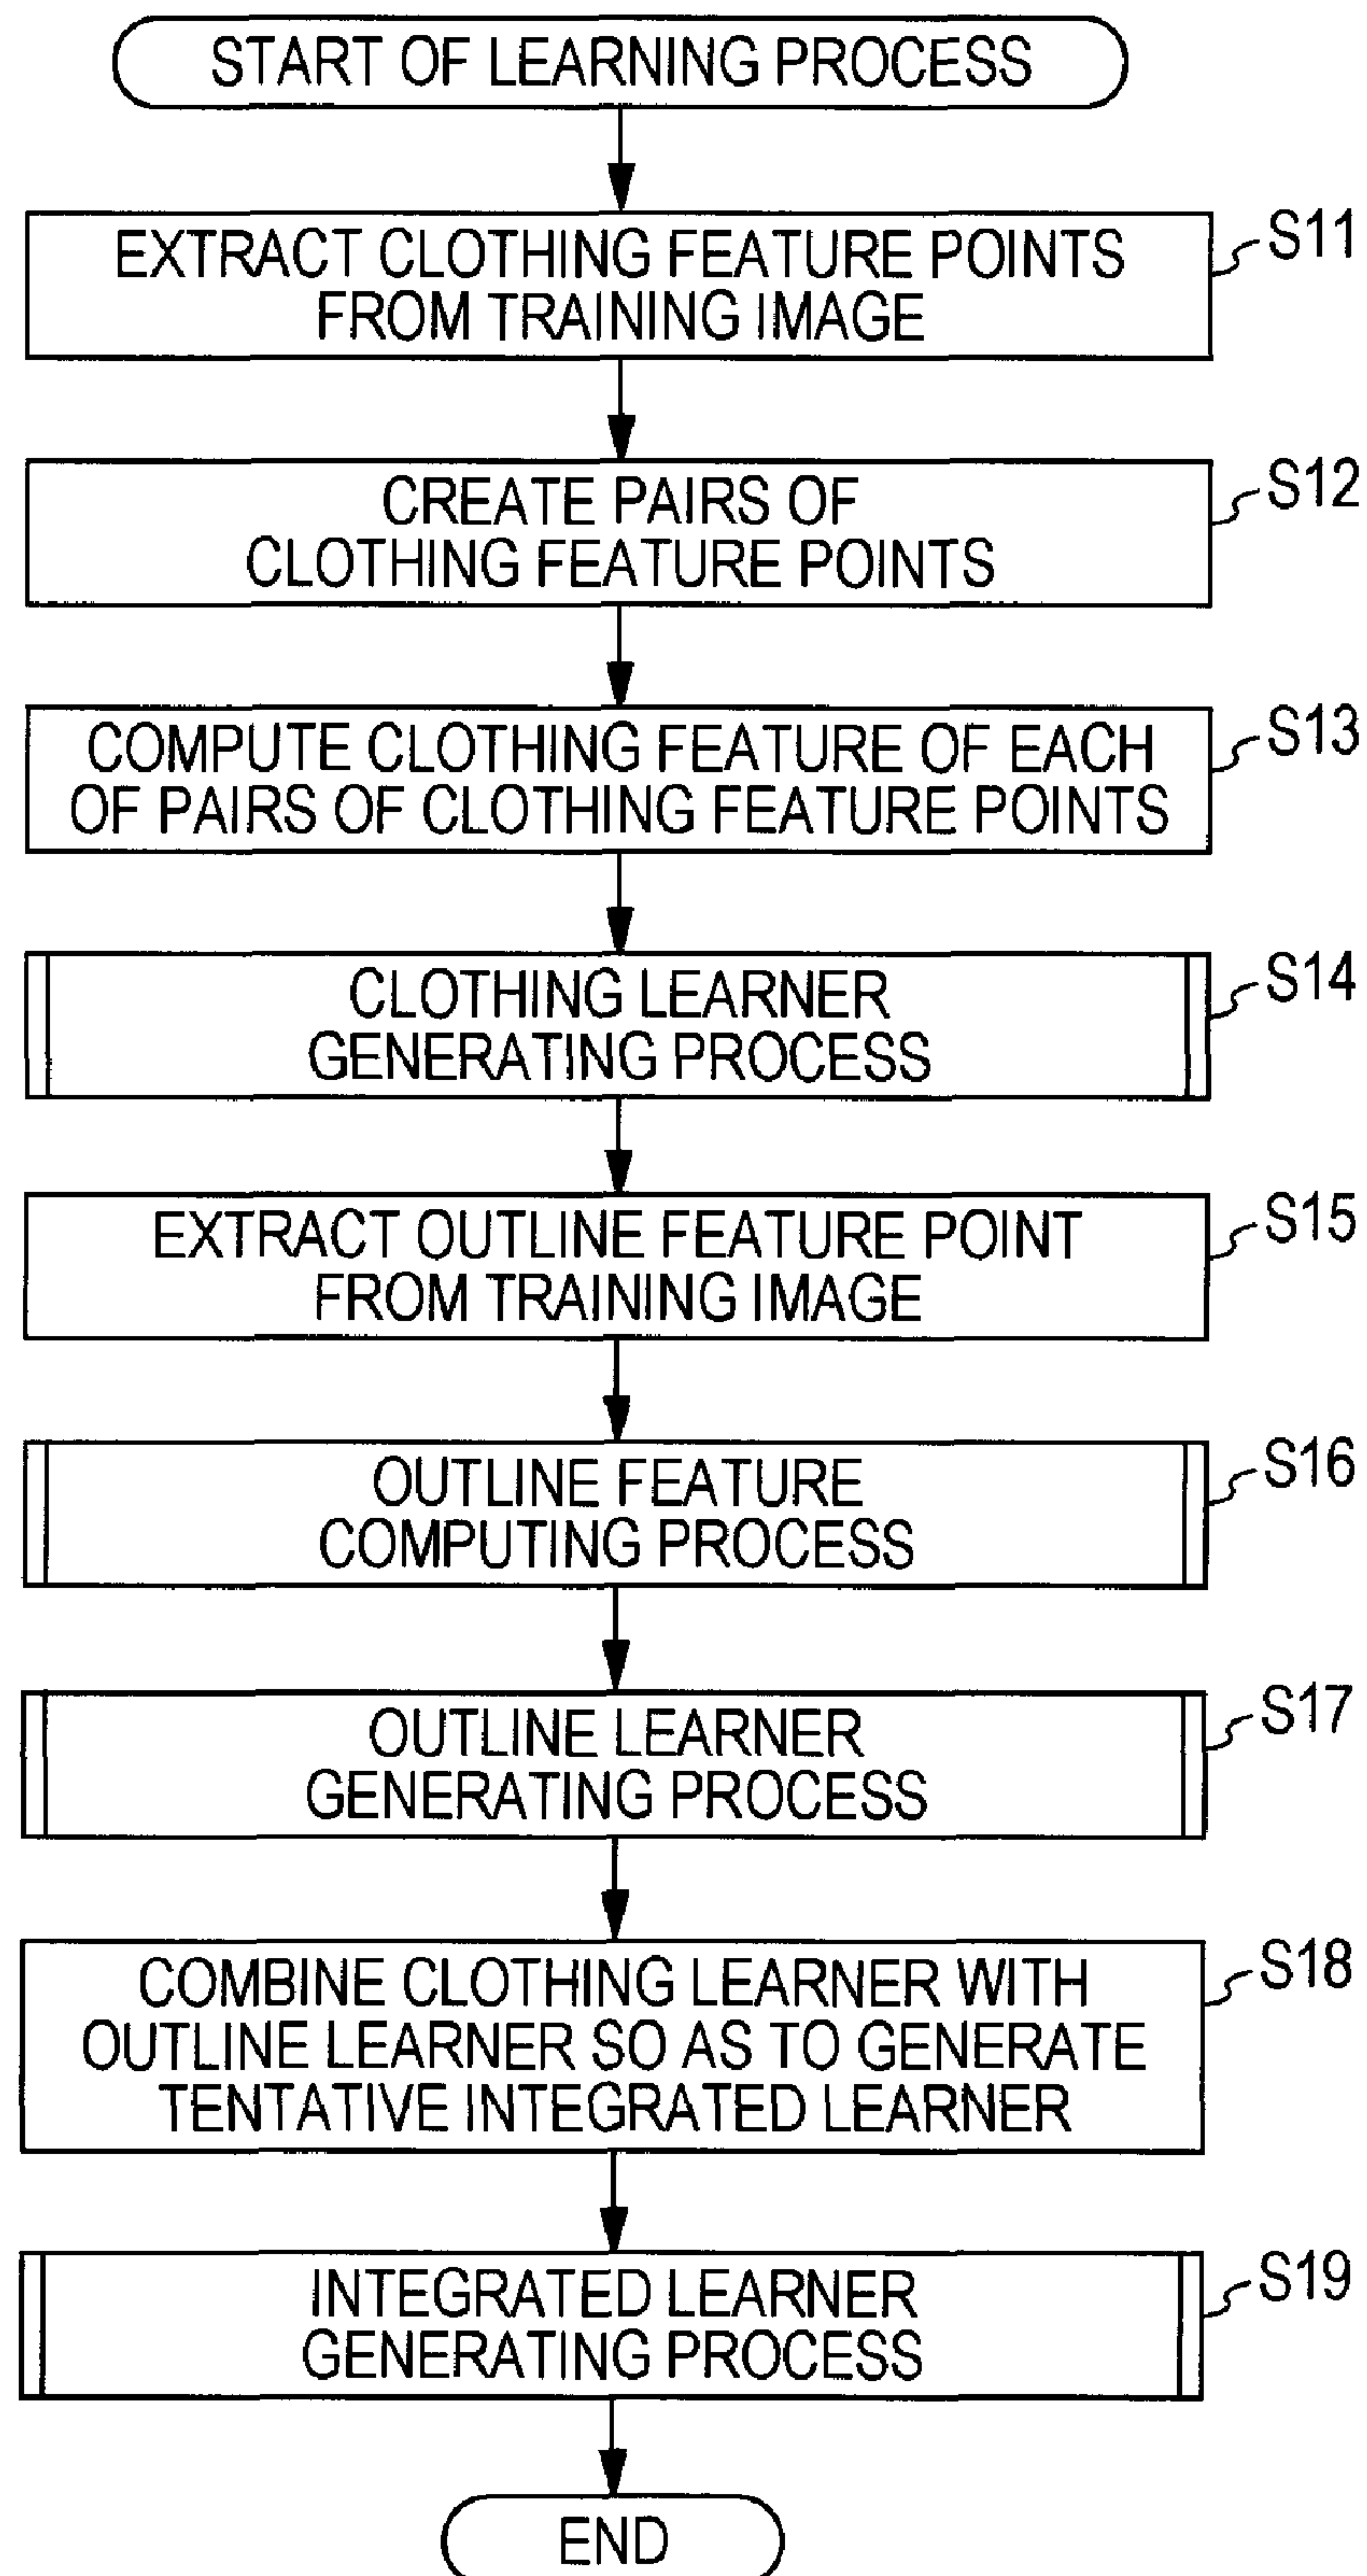 START OF LEARNING PROCESS
EXTRACT CLOTHING FEATURE POINTS
FROM TRAINING IMAGE
S11
CREATE PAIRS OF
CLOTHING FEATURE POINTS
S12
COMPUTE CLOTHING FEATURE OF EACH
OF PAIRS OF CLOTHING FEATURE POINTS
S13
CLOTHING LEARNER
GENERATING PROCESS
S14
EXTRACT OUTLINE FEATURE POINT
FROM TRAINING IMAGE
S15
OUTLINE FEATURE
COMPUTING PROCESS
S16
OUTLINE LEARNER
GENERATING PROCESS
S17
COMBINE CLOTHING LEARNER WITH
OUTLINE LEARNER SO AS TO GENERATE
TENTATIVE INTEGRATED LEARNER
S18
INTEGRATED LEARNER
GENERATING PROCESS
S19
END